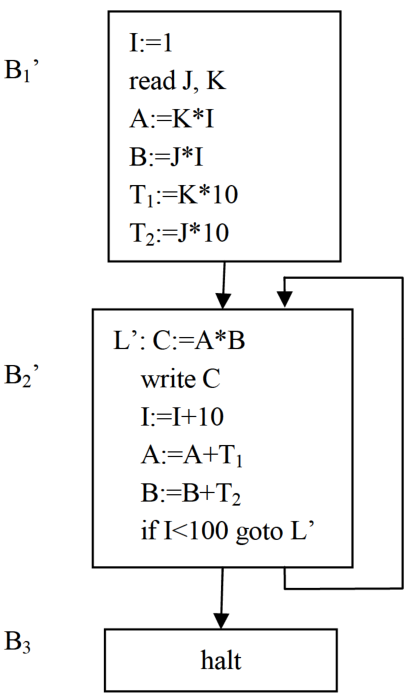 B₁’
I:=1
read J, K
A:=K*I
B:=J*I
T₁:=K*10
T₂:=J*10
B₂’
L’: C:=A*B
write C
I:=I+10
A:=A+T₁
B:=B+T₂
if I<100 goto L’
B₃
halt